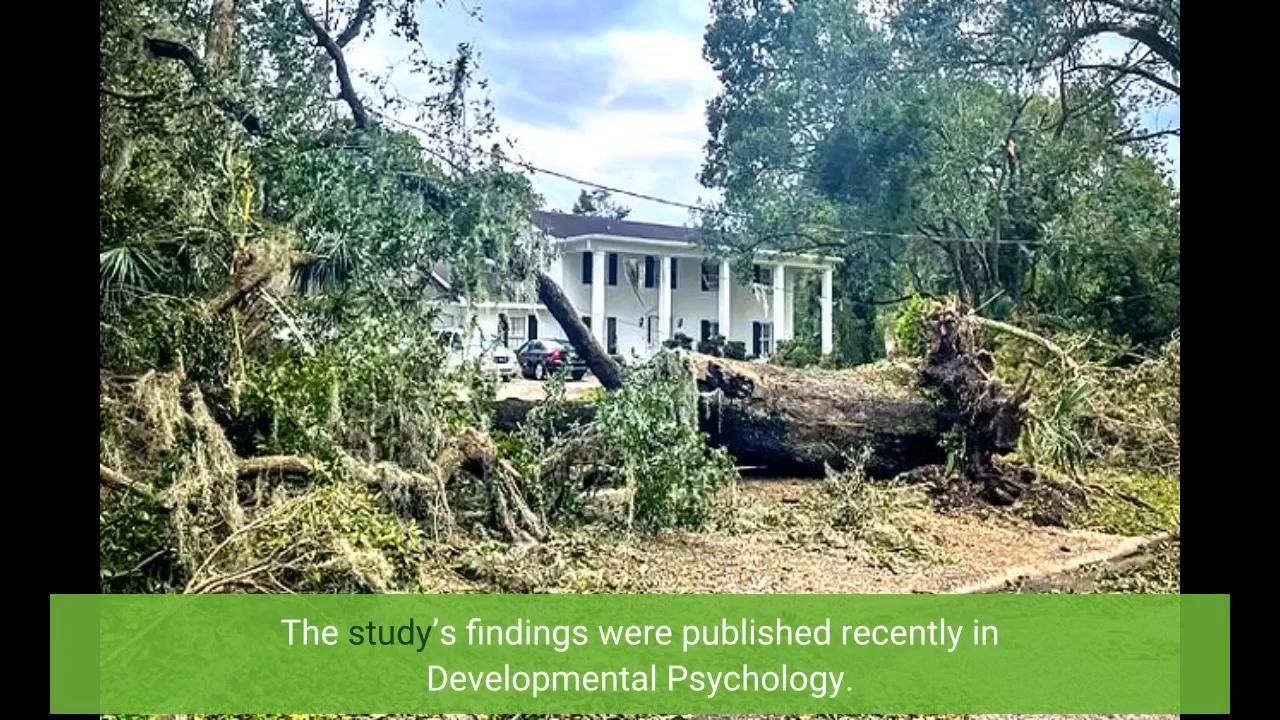 The study’s findings were published recently in
Developmental Psychology.